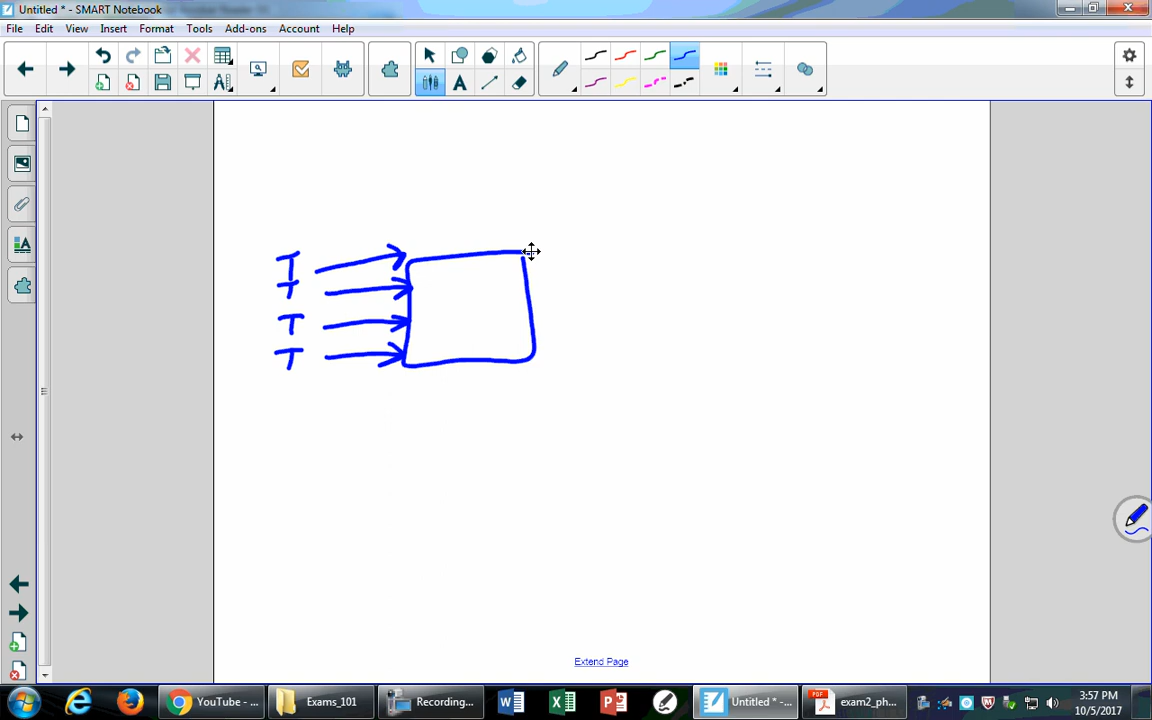 Untitled * - SMART Notebook
File Edit View Insert Format Tools Add-ons Account Help
T
T
T
T
Extend Page
YouTube - ...
Exams_101
Recording...
Untitled * -...
exam2_ph...
3:57 PM
10/5/2017